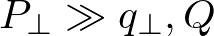 P⊥ ≫ q⊥, Q